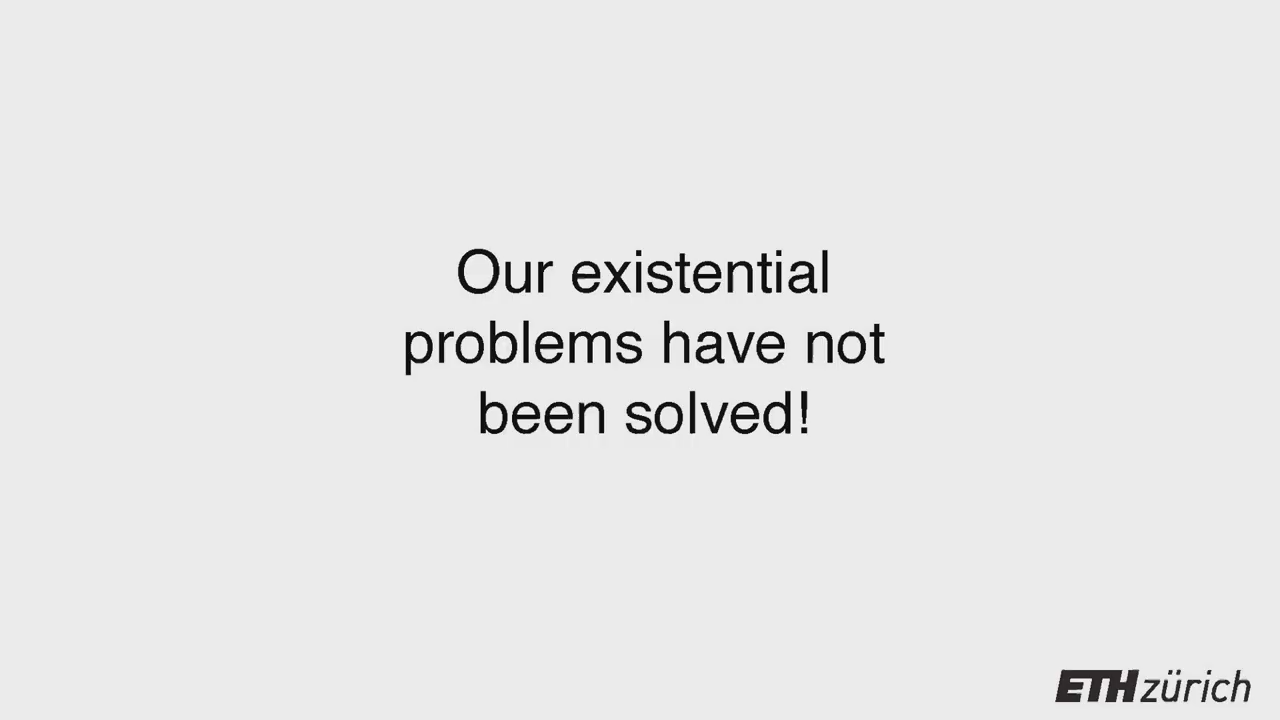 Our existential
problems have not
been solved!
ETH zürich